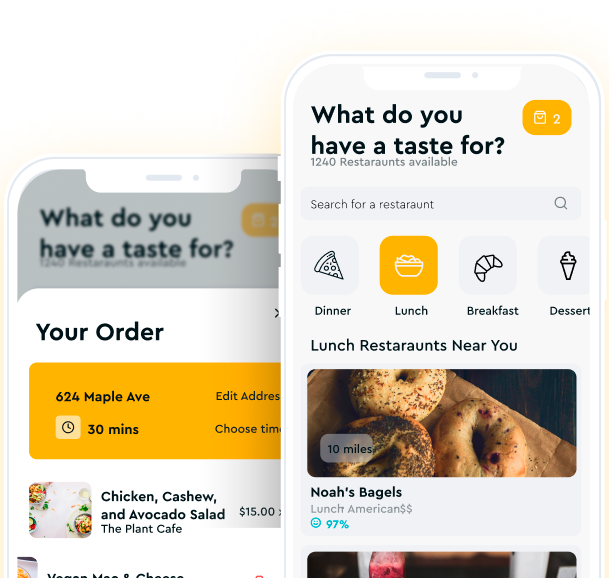 What do you
have a taste for?
1240 Restaraunts available
Your Order
624 Maple Ave
Edit Addres
30 mins
Choose tim
Chicken, Cashew,
and Avocado Salad
$15.00
The Plant Cafe
Vegan Mac & Cheese
What do you
have a taste for?
2
1240 Restaraunts available
Search for a restaraunt
Dinner
Lunch
Breakfast
Dessert
Lunch Restaraunts Near You
10 miles
Noah's Bagels
Lunch American$$
97%